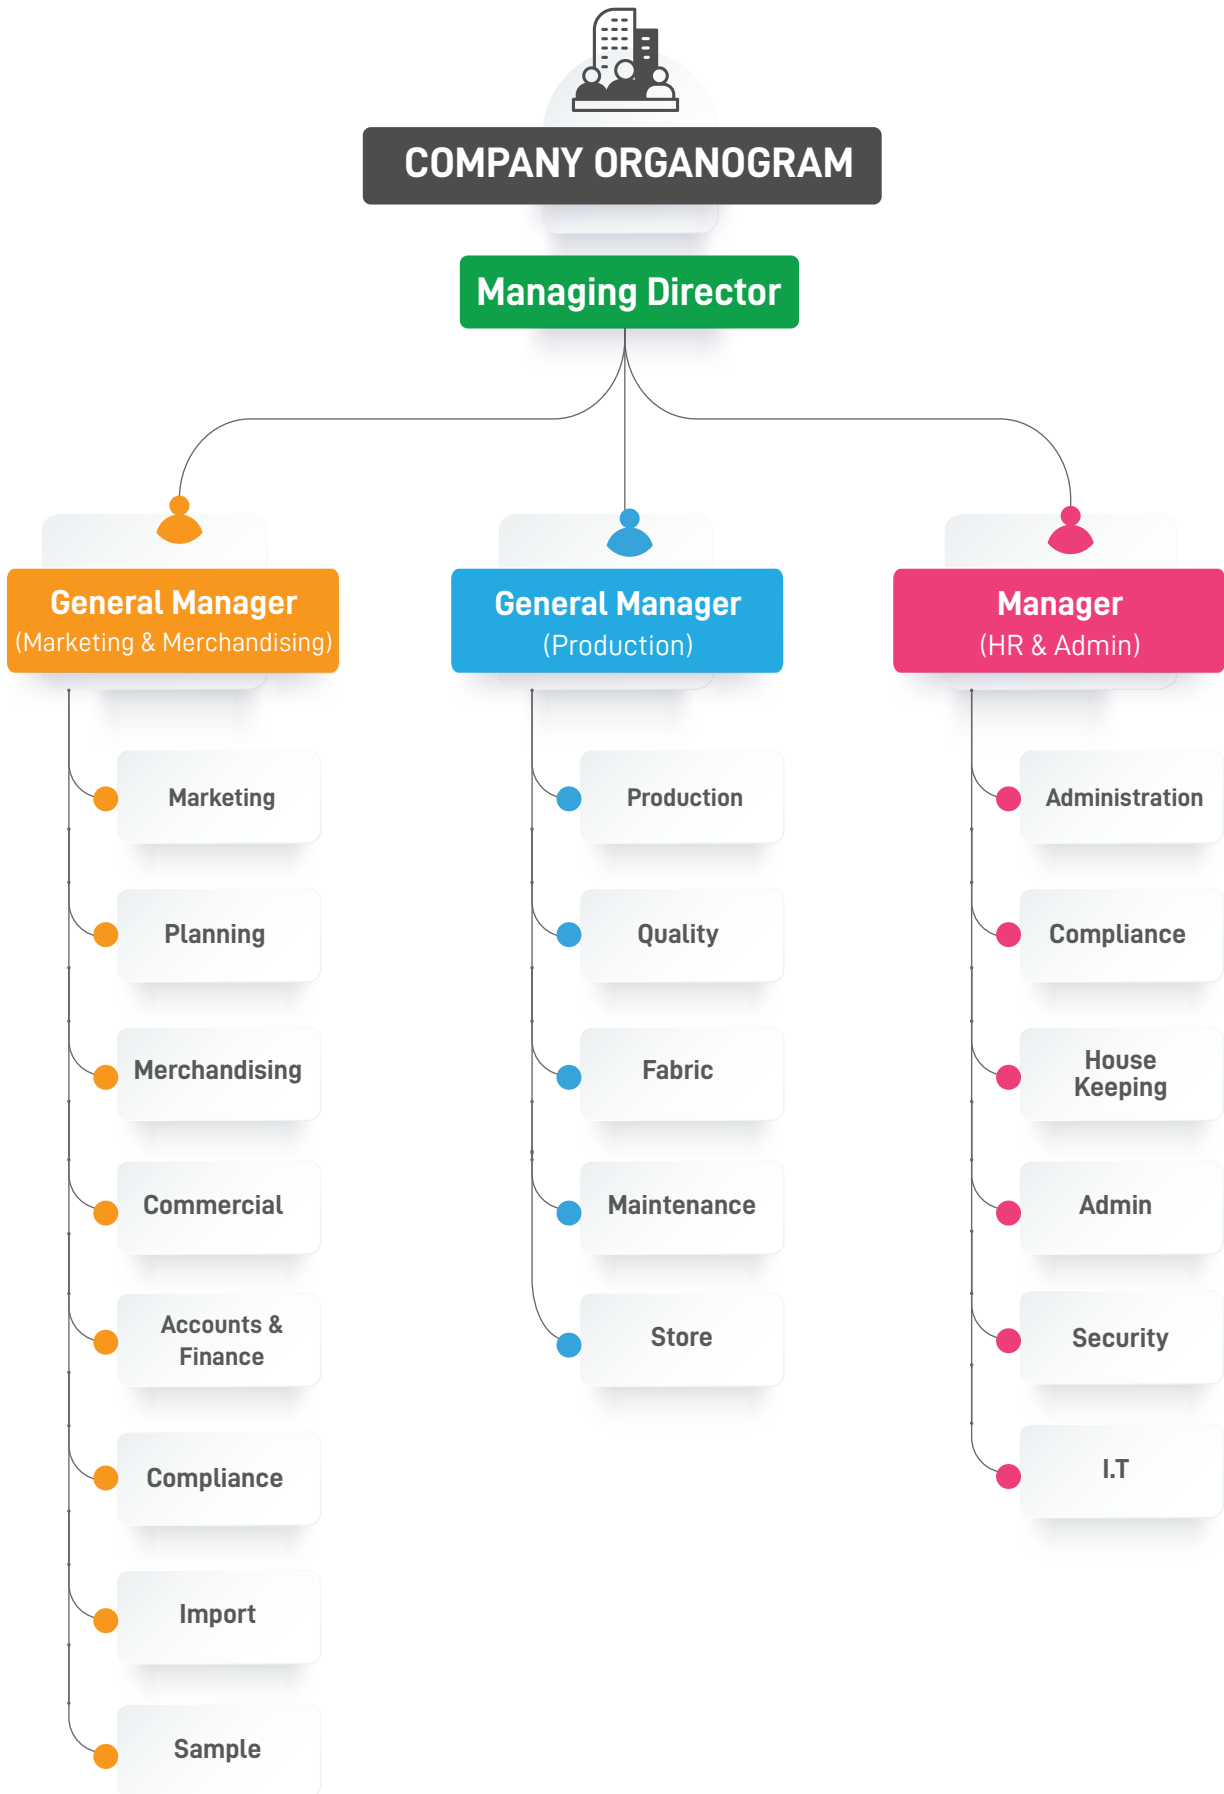 COMPANY ORGANOGRAM
Managing Director
General Manager
(Marketing & Merchandising)
Marketing
Planning
Merchandising
Commercial
Accounts &
Finance
Compliance
Import
Sample
General Manager
(Production)
Production
Quality
Fabric
Maintenance
Store
Manager
(HR & Admin)
Administration
Compliance
House
Keeping
Admin
Security
I.T